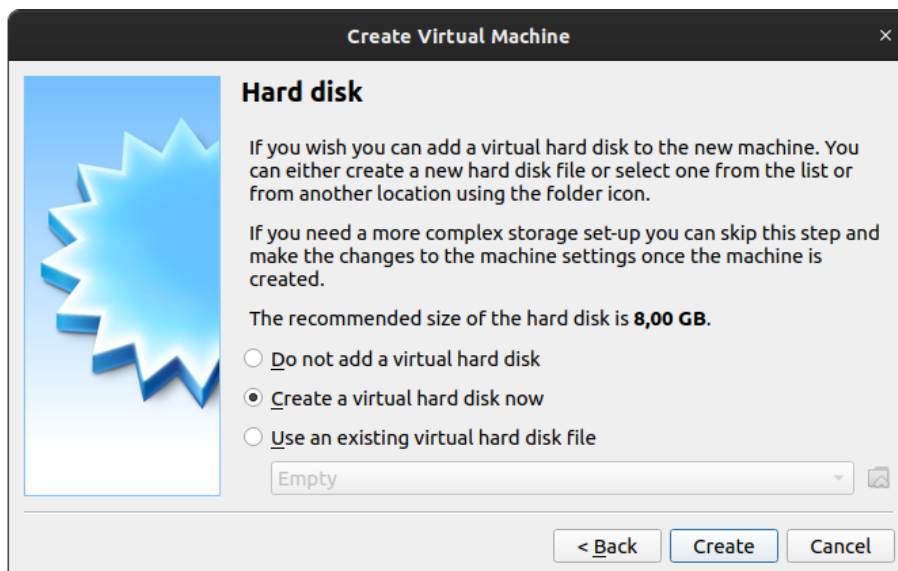 Create Virtual Machine
×
Hard disk
If you wish you can add a virtual hard disk to the new machine. You
can either create a new hard disk file or select one from the list or
from another location using the folder icon.
If you need a more complex storage set-up you can skip this step and
make the changes to the machine settings once the machine is
created.
The recommended size of the hard disk is 8,00 GB.
Do not add a virtual hard disk
Create a virtual hard disk now
Use an existing virtual hard disk file
Empty
< Back
Create
Cancel